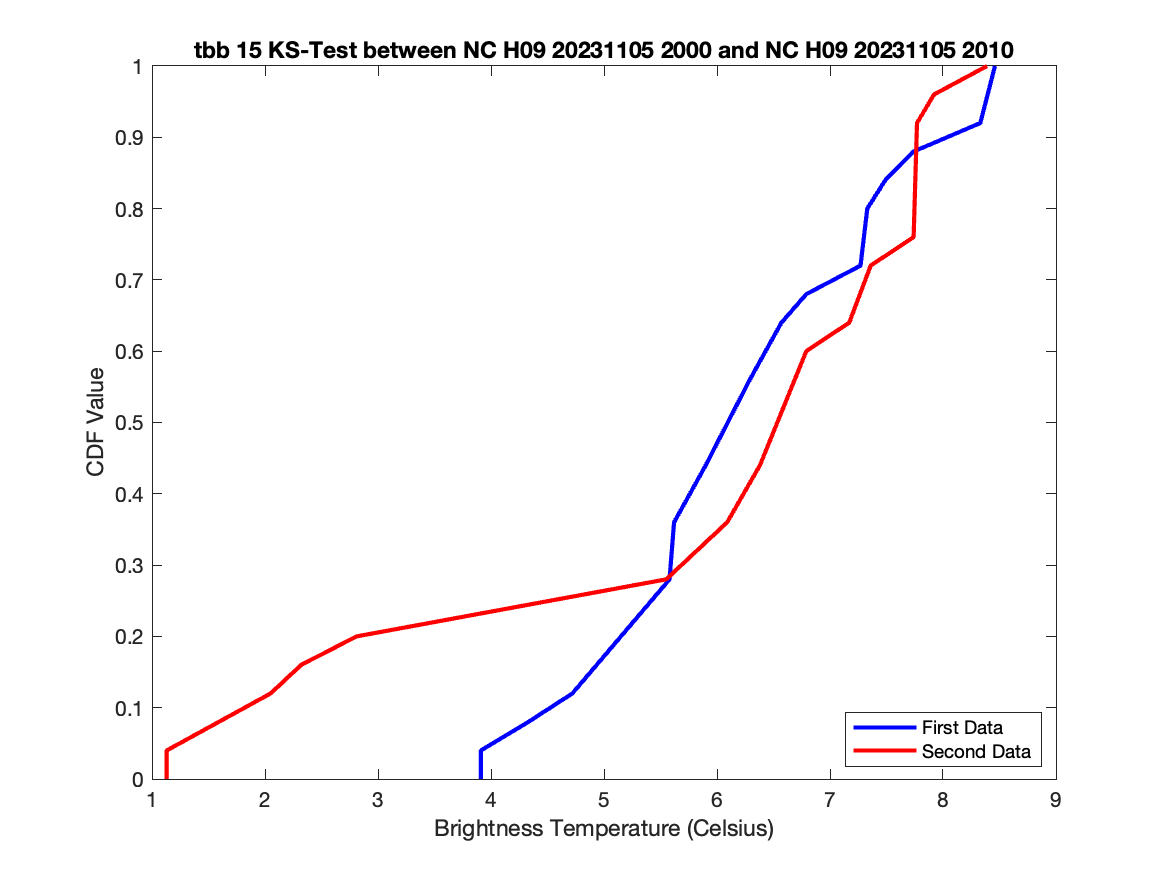 tbb 15 KS-Test between NC H09 20231105 2000 and NC H09 20231105 2010
1
0.9
0.8
0.7
0.6
0.5
0.4
0.3
0.2
0.1
0
CDF Value
First Data
Second Data
1 2 3 4 5 6 7 8 9
Brightness Temperature (Celsius)